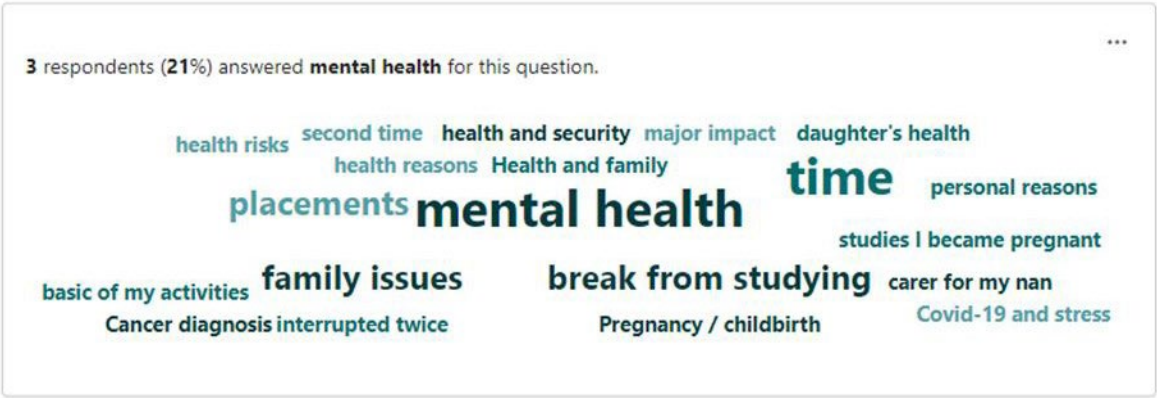 ...
3 respondents (21%) answered mental health for this question.
health risks second time health and security major impact daughter's health
health reasons Health and family
time personal reasons
placements mental health
studies I became pregnant
basic of my activities family issues break from studying carer for my nan
Cancer diagnosis interrupted twice Pregnancy / childbirth Covid-19 and stress